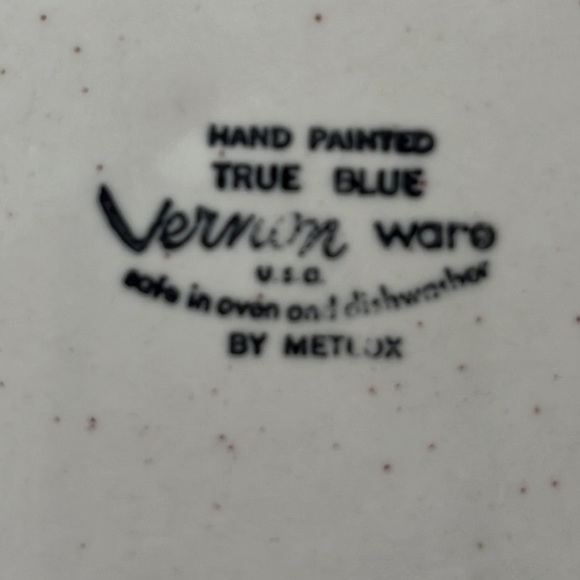 HAND PAINTED
TRUE BLUE
Vernon ware
U.S.A.
safe in oven and dishwasher
BY METLOX